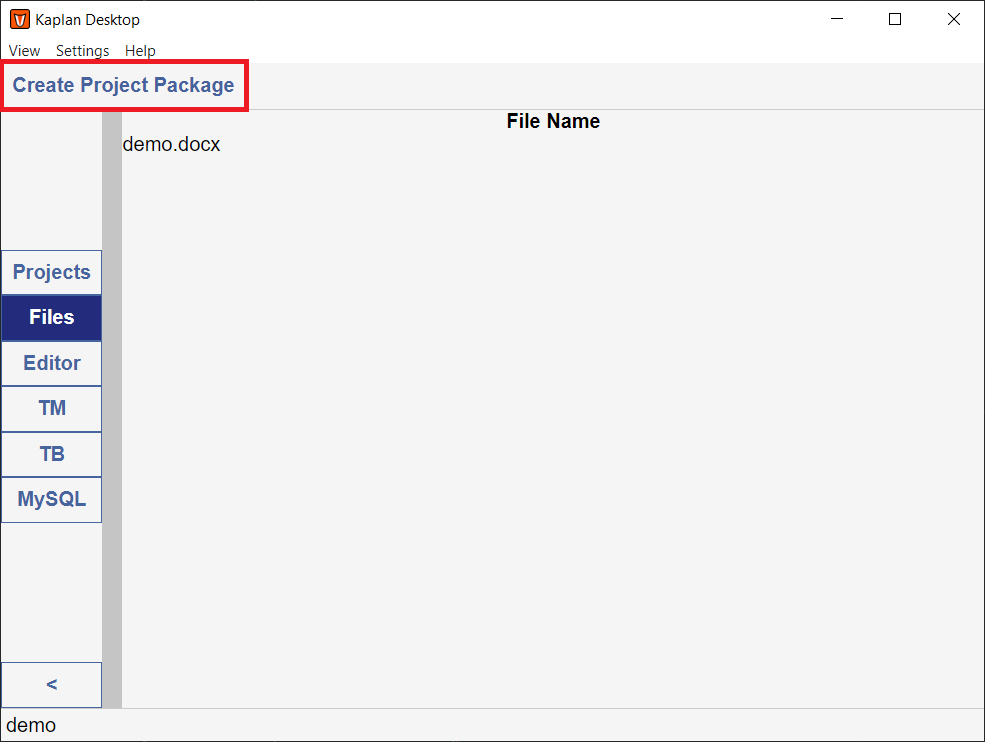 Kaplan Desktop
View Settings Help
Create Project Package
File Name
demo.docx
Projects
Files
Editor
TM
TB
MySQL
<
demo